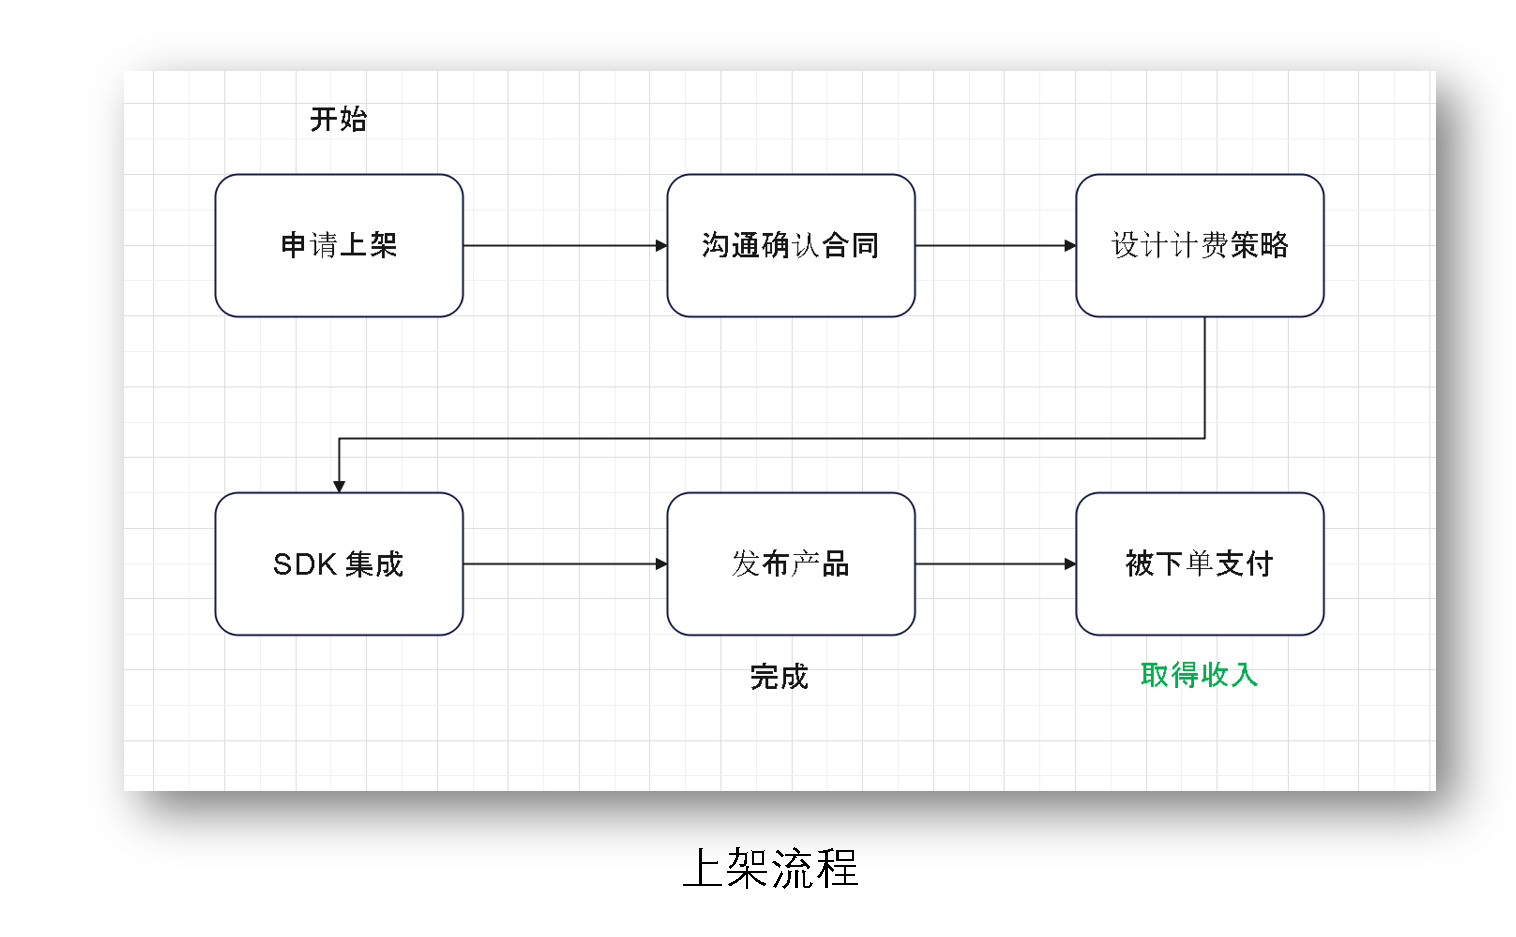 开始
申请上架
沟通确认合同
设计计费策略
SDK 集成
发布产品
被下单支付
完成
取得收入
上架流程